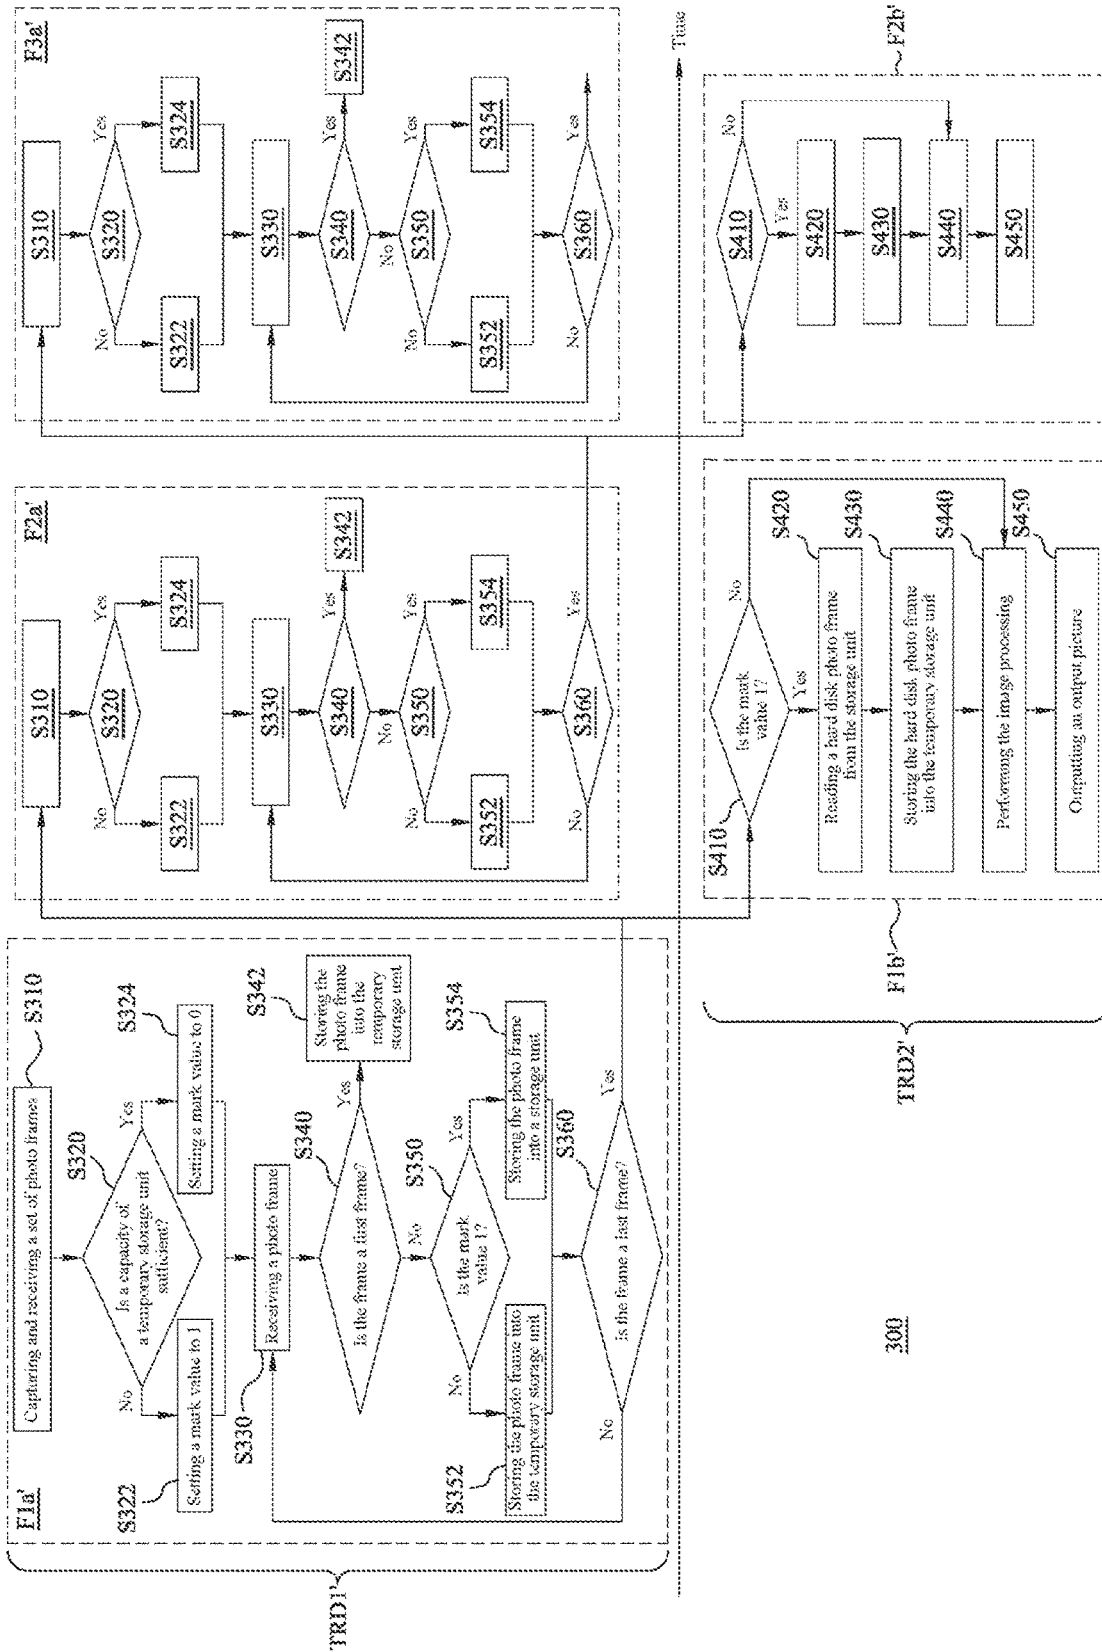 F1a'
Capturing and receiving a set of photo frames
S310
Is a capacity of
a temporary storage unit
sufficient?
S320
No
Yes
S322
Setting a mark value to 1
Setting a mark value to 0
S324
S330
Receiving a photo frame
S340
Is the frame a first frame?
Yes
No
Storing the
photo frame
into the
temporary
storage unit
S342
S350
Is the mark
value 1?
No
Yes
S352
Storing the photo frame into
the temporary storage unit
Storing the photo frame
into a storage unit
S354
S360
Is the frame a last frame?
No
Yes
TRD1'
F2a'
S310
S320
No
Yes
S322
S324
S330
S340
Yes
S342
No
S350
No
Yes
S352
S354
S360
No
Yes
F3a'
S310
S320
No
Yes
S322
S324
S330
S340
Yes
S342
No
S350
No
Yes
S352
S354
S360
No
Yes
Time
S410
Is the mark
value 1?
No
Yes
S420
Reading a hard disk photo frame
from the storage unit
S430
Storing the hard disk photo frame
into the temporary storage unit
S440
Performing the image processing
S450
Outputting an output picture
F1b'
S410
No
Yes
S420
S430
S440
S450
F2b'
TRD2'
300